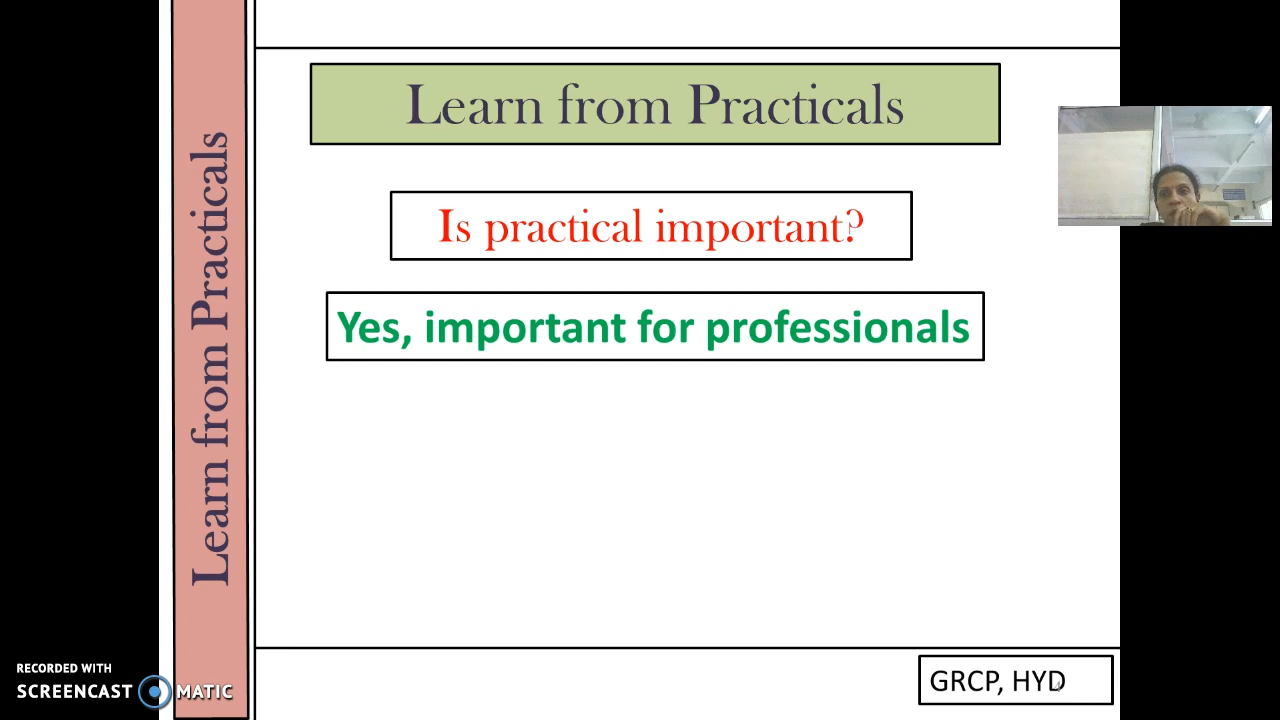 Learn from Practicals
Learn from Practicals
Is practical important?
Yes, important for professionals
GRCP, HYD
RECORDED WITH
SCREENCAST MATIC